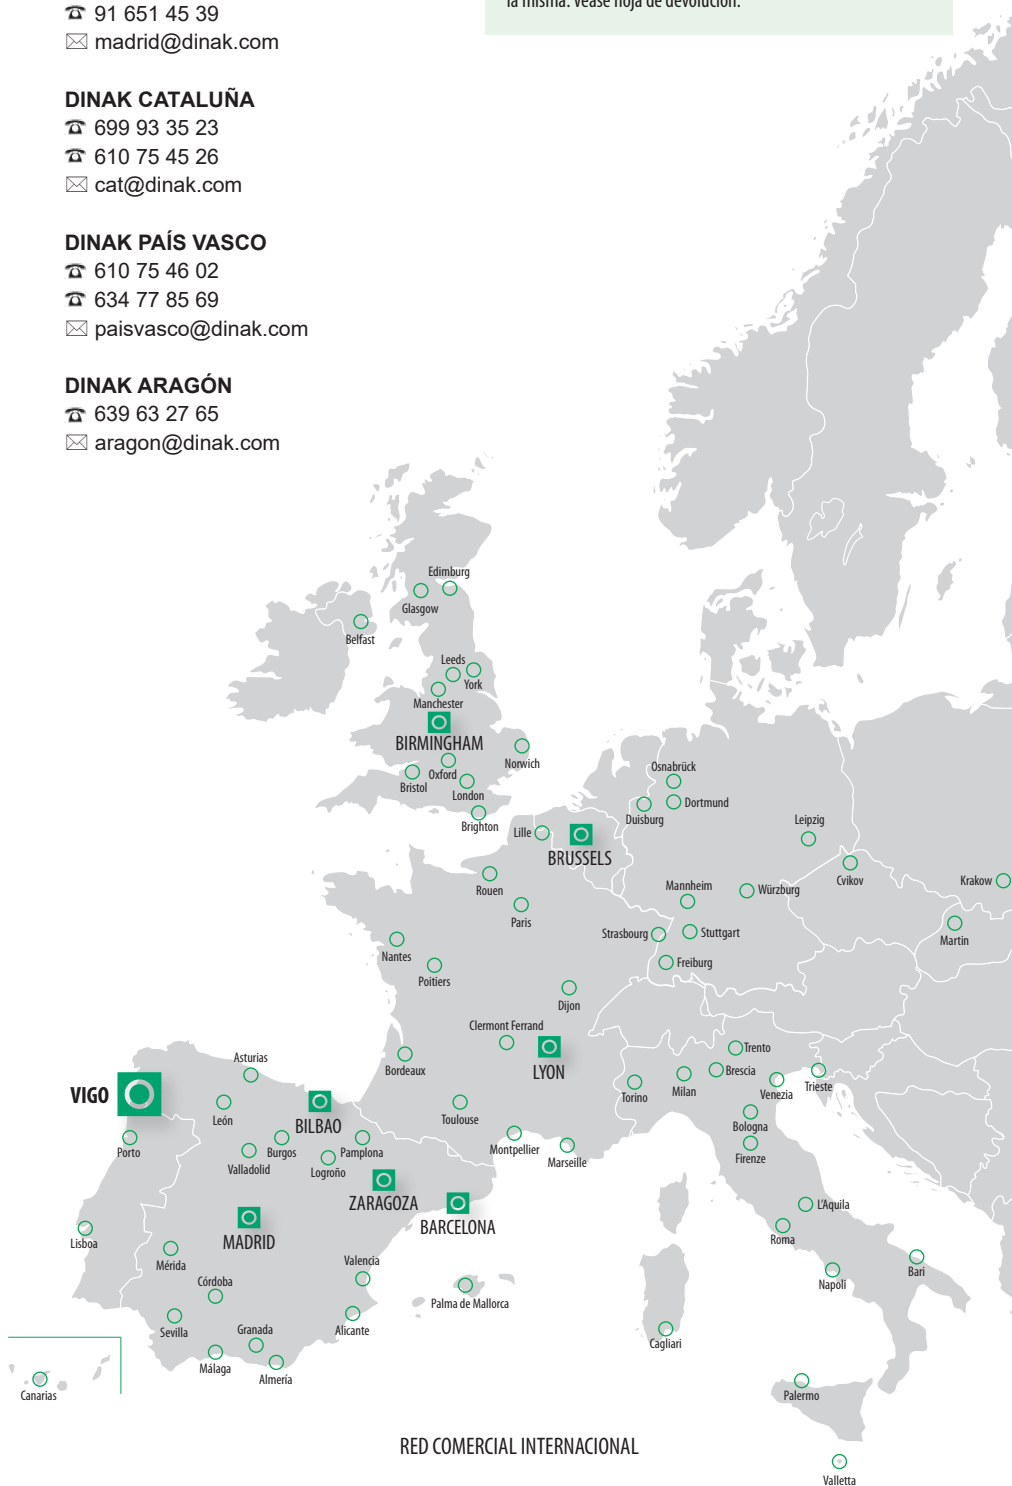 ☎ 91 651 45 39
✉ madrid@dinak.com
DINAK CATALUÑA
☎ 699 93 35 23
☎ 610 75 45 26
✉ cat@dinak.com
DINAK PAÍS VASCO
☎ 610 75 46 02
☎ 634 77 85 69
✉ paisvasco@dinak.com
DINAK ARAGÓN
☎ 639 63 27 65
✉ aragon@dinak.com
la misma. Véase hoja de devolución.
Edimburg
Glasgow
Belfast
Leeds
York
Manchester
BIRMINGHAM
Norwich
Oxford
Bristol
London
Brighton
Osnabrück
Dortmund
Duisburg
Leipzig
Lille
BRUSSELS
Cvikov
Krakow
Rouen
Mannheim
Würzburg
Paris
Strasbourg
Stuttgart
Martin
Nantes
Freiburg
Poitiers
Dijon
Clermont Ferrand
LYON
Bordeaux
Trento
Brescia
Torino
Milan
Venezia
Trieste
Asturias
VIGO
León
BILBAO
Toulouse
Bologna
Porto
Burgos
Pamplona
Montpellier
Marseille
Firenze
Valladolid
Logroño
ZARAGOZA
BARCELONA
L'Aquila
Lisboa
MADRID
Roma
Mérida
Valencia
Bari
Córdoba
Napoli
Palma de Mallorca
Sevilla
Granada
Alicante
Cagliari
Málaga
Almería
Canarias
Palermo
RED COMERCIAL INTERNACIONAL
Valletta